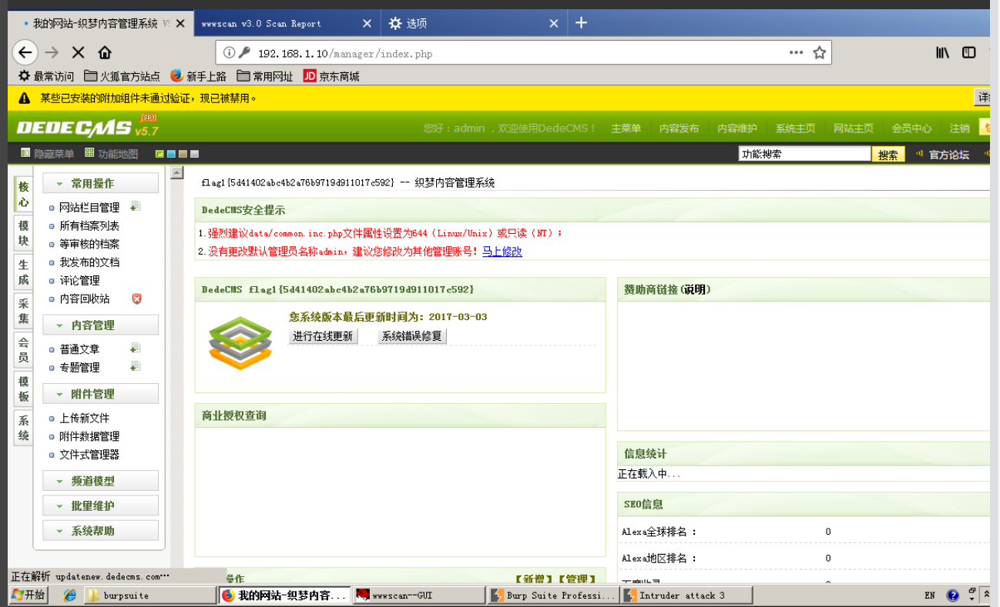 我的网站-织梦内容管理系统 V5 wwwscan v3.0 Scan Report 选项
192.168.1.10/manager/index.php
最常访问 火狐官方站点 新手上路 常用网址 JD 京东商城
某些已安装的附加组件未通过验证，现已被禁用。
DEDECMS v5.7 SP1 您好：admin ，欢迎使用DedeCMS！ 主菜单 内容发布 内容维护 系统主页 网站主页 会员中心 注销
隐藏菜单 功能地图 功能搜索 搜索 官方论坛
核心
模块
生成
采集
会员
模板
系统
常用操作
网站栏目管理
所有档案列表
等审核的档案
我发布的文档
评论管理
内容回收站
内容管理
普通文章
专题管理
附件管理
上传新文件
附件数据管理
文件式管理器
频道模型
批量维护
系统帮助
flag1{5d41402abc4b2a76b9719d911017c592} -- 织梦内容管理系统
DedeCMS安全提示
1.强烈建议data/common.inc.php文件属性设置为644（Linux/Unix）或只读（NT）；
2.没有更改默认管理员名称admin，建议您修改为其他管理账号！马上修改
DedeCMS flag1{5d41402abc4b2a76b9719d911017c592}
您系统版本最后更新时间为：2017-03-03
进行在线更新 系统错误修复
商业授权查询
操作 【新增】【管理】
赞助商链接(说明)
信息统计
正在载入中...
SEO信息
Alexa全球排名 ： 0
Alexa地区排名 ： 0
正在解析 updatenew.dedecms.com…
开始 burpsuite 我的网站-织梦内容... wwwscan--GUI Burp Suite Professi... Intruder attack 3 EN